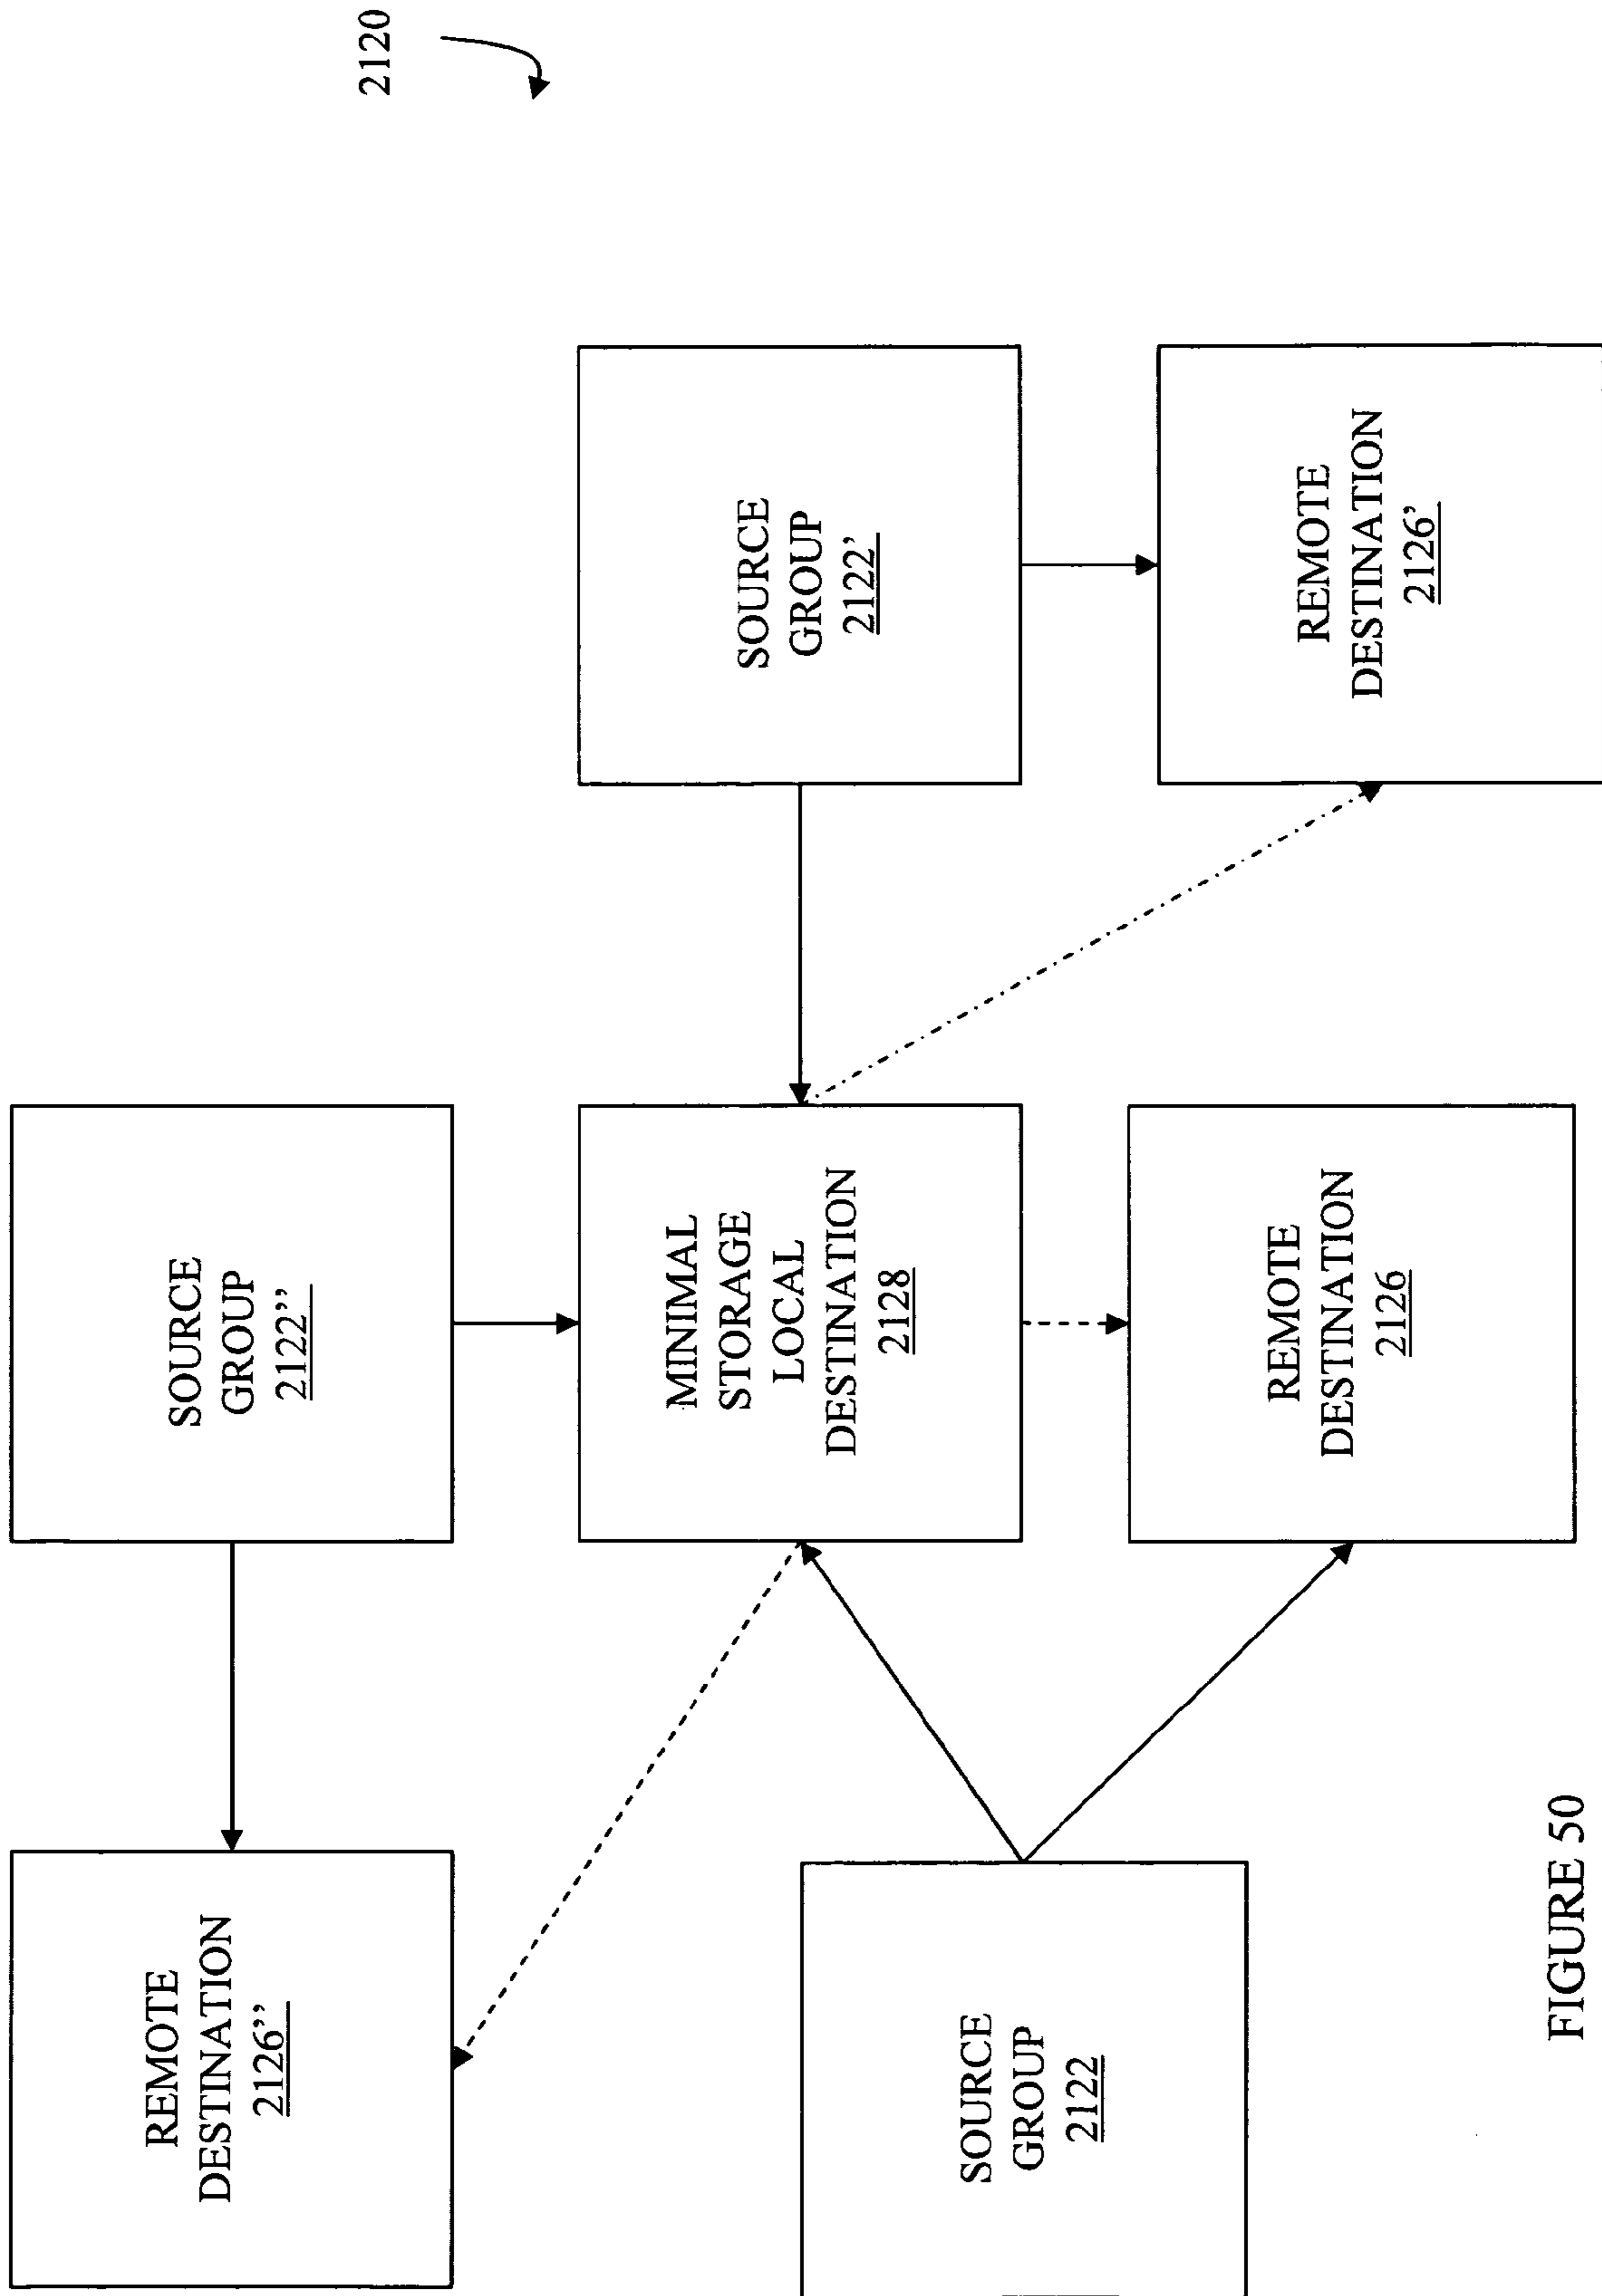 2120
REMOTE
DESTINATION
2126''
SOURCE
GROUP
2122''
MINIMAL
STORAGE
LOCAL
DESTINATION
2128
SOURCE
GROUP
2122'
SOURCE
GROUP
2122
REMOTE
DESTINATION
2126
REMOTE
DESTINATION
2126'
FIGURE 50